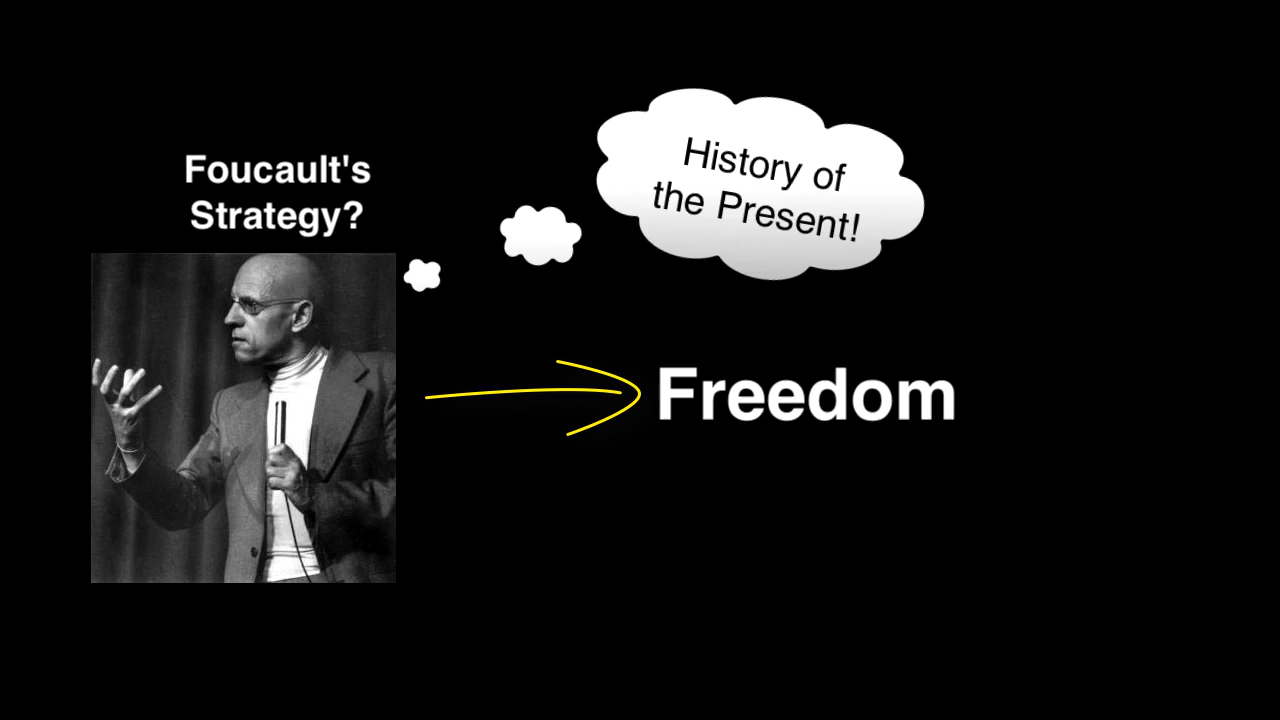 Foucault's
Strategy?
History of
the Present!
Freedom